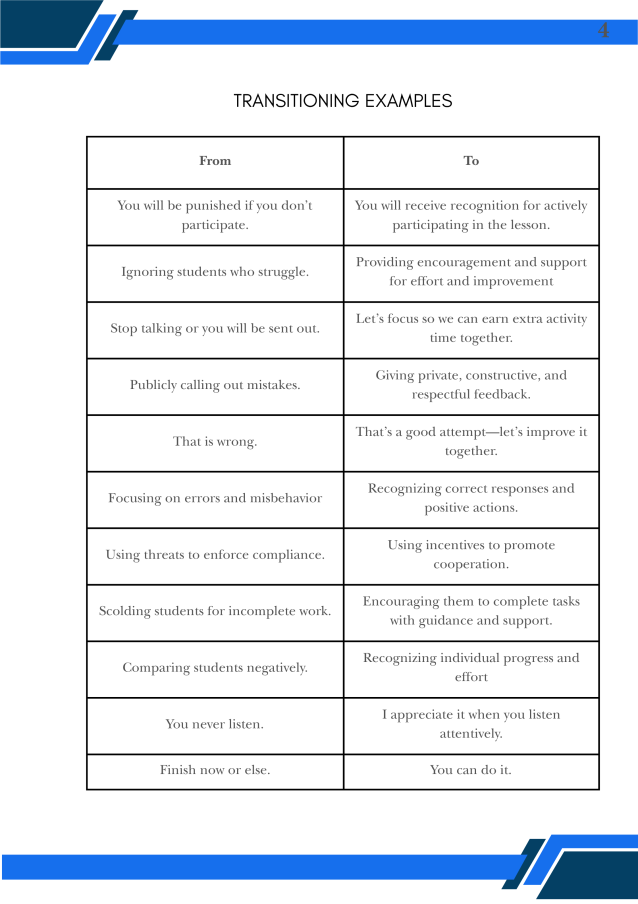 4
TRANSITIONING EXAMPLES
From
To
You will be punished if you don't
participate.
You will receive recognition for actively
participating in the lesson.
Ignoring students who struggle.
Providing encouragement and support
for effort and improvement
Stop talking or you will be sent out.
Let's focus so we can earn extra activity
time together.
Publicly calling out mistakes.
Giving private, constructive, and
respectful feedback.
That is wrong.
That's a good attempt—let's improve it
together.
Focusing on errors and misbehavior
Recognizing correct responses and
positive actions.
Using threats to enforce compliance.
Using incentives to promote
cooperation.
Scolding students for incomplete work.
Encouraging them to complete tasks
with guidance and support.
Comparing students negatively.
Recognizing individual progress and
effort
You never listen.
I appreciate it when you listen
attentively.
Finish now or else.
You can do it.